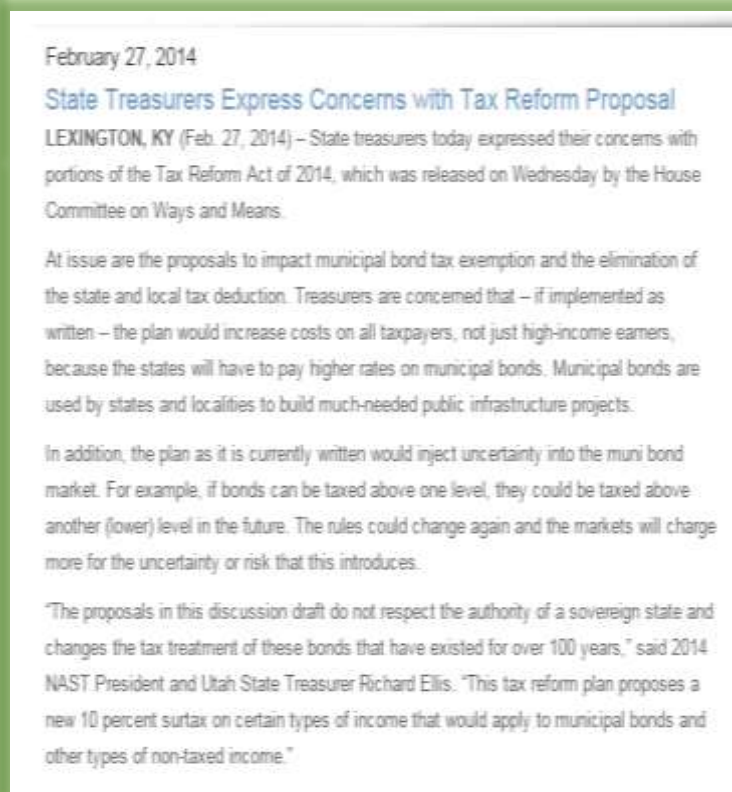 February 27, 2014
State Treasurers Express Concerns with Tax Reform Proposal
LEXINGTON, KY (Feb. 27, 2014) – State treasurers today expressed their concerns with
portions of the Tax Reform Act of 2014, which was released on Wednesday by the House
Committee on Ways and Means.
At issue are the proposals to impact municipal bond tax exemption and the elimination of
the state and local tax deduction. Treasurers are concerned that – if implemented as
written – the plan would increase costs on all taxpayers, not just high-income earners,
because the states will have to pay higher rates on municipal bonds. Municipal bonds are
used by states and localities to build much-needed public infrastructure projects.
In addition, the plan as it is currently written would inject uncertainty into the muni bond
market. For example, if bonds can be taxed above one level, they could be taxed above
another (lower) level in the future. The rules could change again and the markets will charge
more for the uncertainty or risk that this introduces.
"The proposals in this discussion draft do not respect the authority of a sovereign state and
changes the tax treatment of these bonds that have existed for over 100 years," said 2014
NAST President and Utah State Treasurer Richard Ellis. "This tax reform plan proposes a
new 10 percent surtax on certain types of income that would apply to municipal bonds and
other types of non-taxed income."